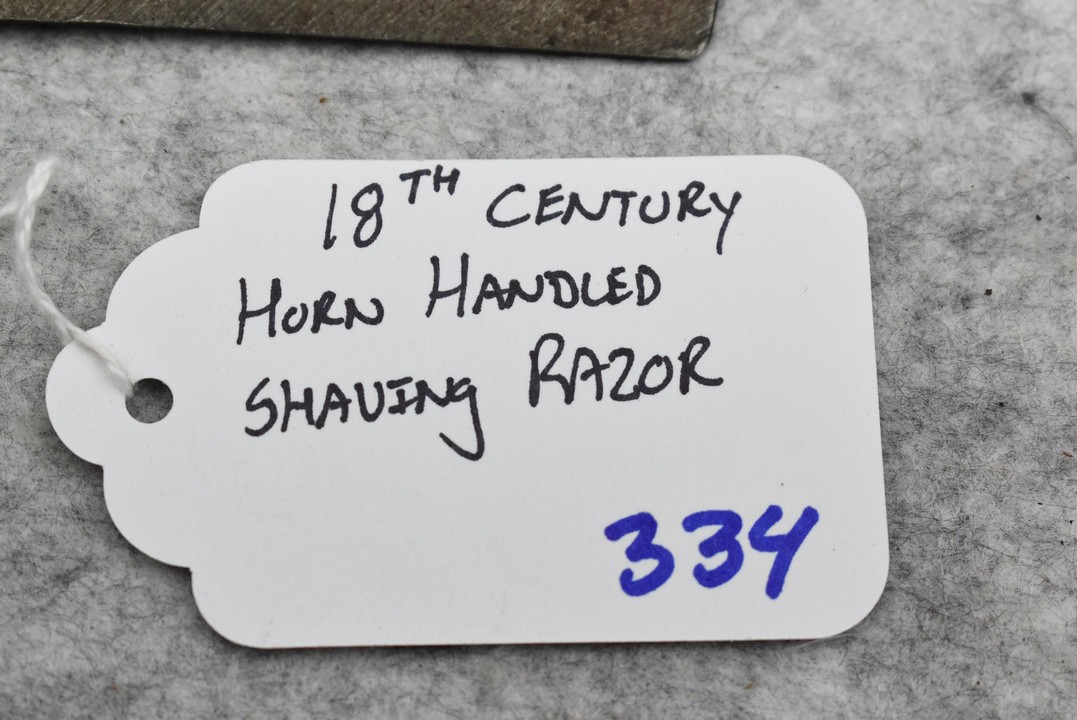 18TH CENTURY
HORN HANDLED
SHAVING RAZOR
334